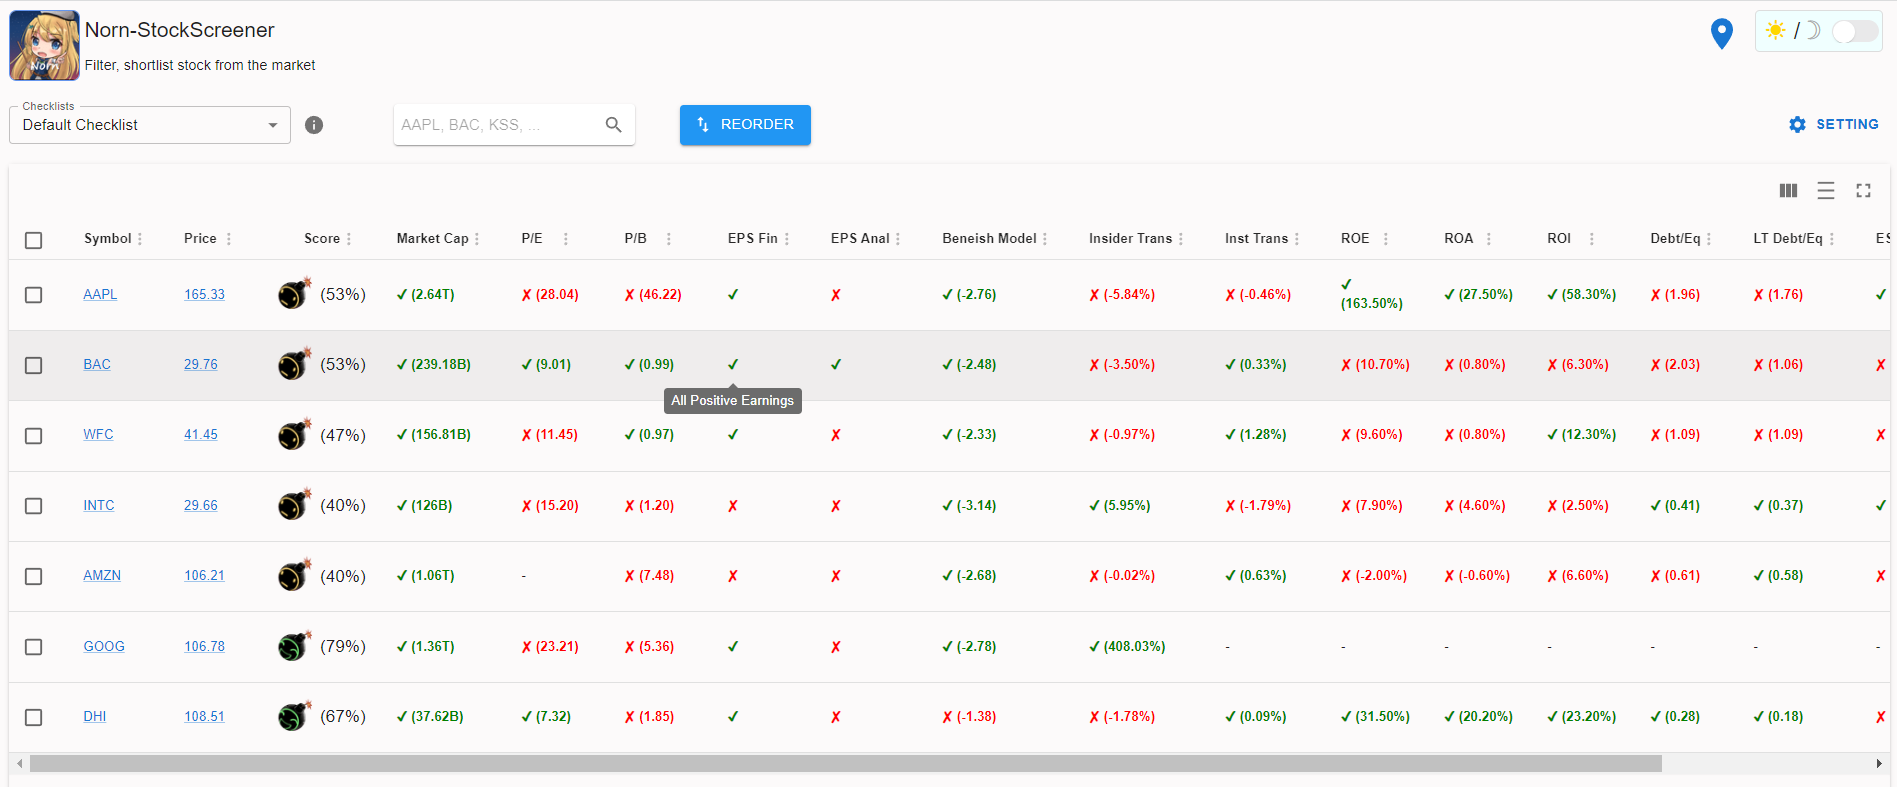 Norn-StockScreener
Norn
Filter, shortlist stock from the market
/
Checklists
Default Checklist
AAPL, BAC, KSS, ...
REORDER
SETTING
Symbol Price Score Market Cap P/E P/B EPS Fin EPS Anal Beneish Model Insider Trans Inst Trans ROE ROA ROI Debt/Eq LT Debt/Eq ES
AAPL 165.33 (53%) ✓ (2.64T) ✗ (28.04) ✗ (46.22) ✓ ✗ ✓ (-2.76) ✗ (-5.84%) ✗ (-0.46%) ✓ (163.50%) ✓ (27.50%) ✓ (58.30%) ✗ (1.96) ✗ (1.76) ✓
BAC 29.76 (53%) ✓ (239.18B) ✓ (9.01) ✓ (0.99) ✓ ✓ ✓ (-2.48) ✗ (-3.50%) ✓ (0.33%) ✗ (10.70%) ✗ (0.80%) ✗ (6.30%) ✗ (2.03) ✗ (1.06) ✗
All Positive Earnings
WFC 41.45 (47%) ✓ (156.81B) ✗ (11.45) ✓ (0.97) ✓ ✗ ✓ (-2.33) ✗ (-0.97%) ✓ (1.28%) ✗ (9.60%) ✗ (0.80%) ✓ (12.30%) ✗ (1.09) ✗ (1.09) ✗
INTC 29.66 (40%) ✓ (126B) ✗ (15.20) ✗ (1.20) ✗ ✗ ✓ (-3.14) ✓ (5.95%) ✗ (-1.79%) ✗ (7.90%) ✗ (4.60%) ✗ (2.50%) ✓ (0.41) ✓ (0.37) ✓
AMZN 106.21 (40%) ✓ (1.06T) - ✗ (7.48) ✗ ✗ ✓ (-2.68) ✗ (-0.02%) ✓ (0.63%) ✗ (-2.00%) ✗ (-0.60%) ✗ (6.60%) ✗ (0.61) ✓ (0.58) ✗
GOOG 106.78 (79%) ✓ (1.36T) ✗ (23.21) ✗ (5.36) ✓ ✗ ✓ (-2.78) ✓ (408.03%) - - - - - - -
DHI 108.51 (67%) ✓ (37.62B) ✓ (7.32) ✗ (1.85) ✓ ✗ ✗ (-1.38) ✗ (-1.78%) ✓ (0.09%) ✓ (31.50%) ✓ (20.20%) ✓ (23.20%) ✓ (0.28) ✓ (0.18) ✗